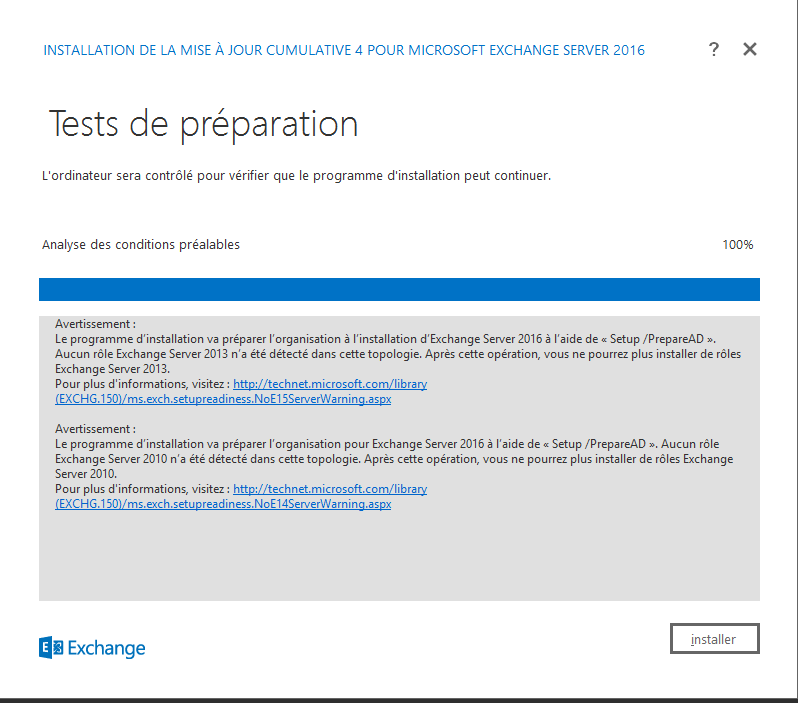 INSTALLATION DE LA MISE À JOUR CUMULATIVE 4 POUR MICROSOFT EXCHANGE SERVER 2016
?
Tests de préparation
L'ordinateur sera contrôlé pour vérifier que le programme d'installation peut continuer.
Analyse des conditions préalables 100%
Avertissement :
Le programme d’installation va préparer l’organisation à l’installation d’Exchange Server 2016 à l’aide de « Setup /PrepareAD ».
Aucun rôle Exchange Server 2013 n’a été détecté dans cette topologie. Après cette opération, vous ne pourrez plus installer de rôles
Exchange Server 2013.
Pour plus d'informations, visitez : http://technet.microsoft.com/library
(EXCHG.150)/ms.exch.setupreadiness.NoE15ServerWarning.aspx
Avertissement :
Le programme d’installation va préparer l’organisation pour Exchange Server 2016 à l’aide de « Setup /PrepareAD ». Aucun rôle
Exchange Server 2010 n’a été détecté dans cette topologie. Après cette opération, vous ne pourrez plus installer de rôles Exchange
Server 2010.
Pour plus d'informations, visitez : http://technet.microsoft.com/library
(EXCHG.150)/ms.exch.setupreadiness.NoE14ServerWarning.aspx
E Exchange
installer